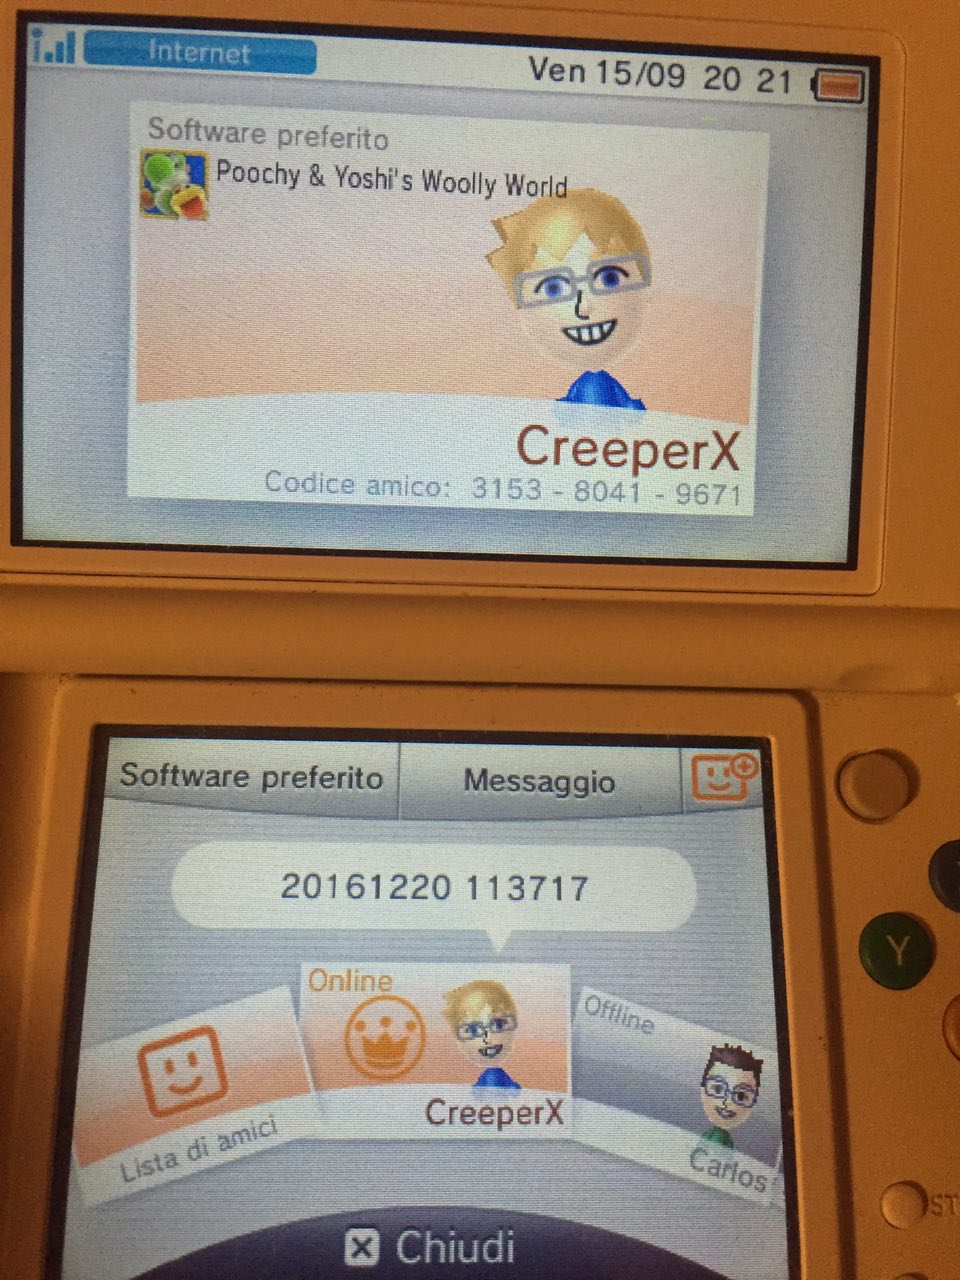 Internet
Ven 15/09 20 21
Software preferito
Poochy & Yoshi's Woolly World
CreeperX
Codice amico: 3153 - 8041 - 9671
Software preferito
Messaggio
20161220 113717
Online
Offline
CreeperX
Lista di amici
Carlos
X Chiudi
Y
ST